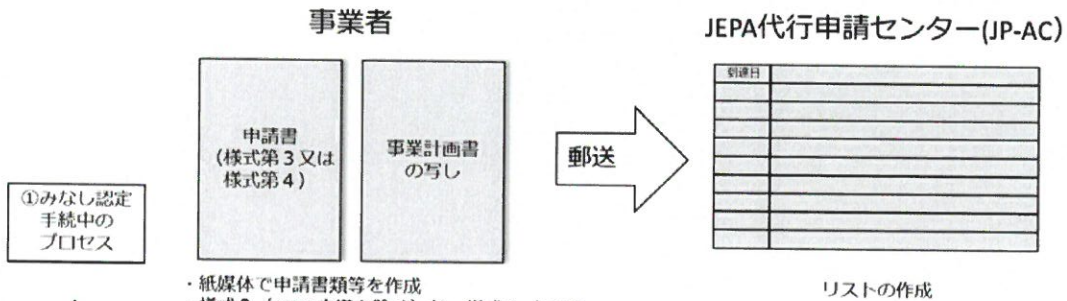 事業者
JEPA代行申請センター(JP-AC)
到達日
申請書
(様式第3又は
様式第4)
事業計画書
の写し
郵送
①みなし認定
手続中の
プロセス
・紙媒体で申請書類等を作成
リストの作成